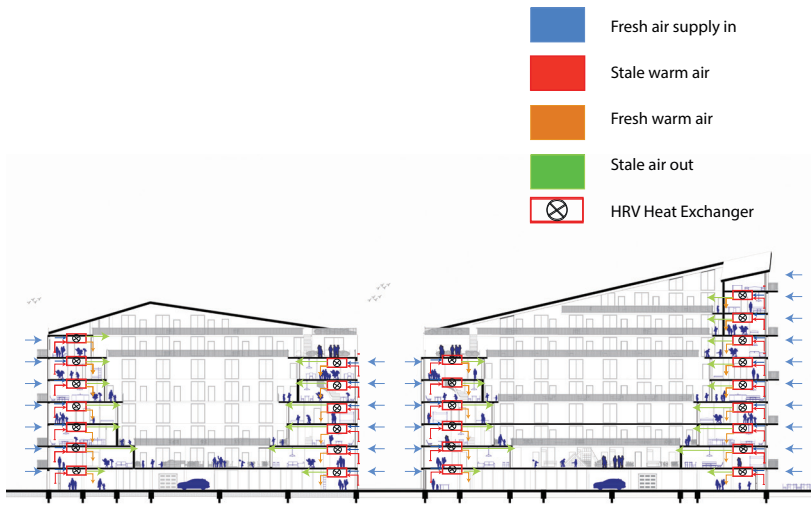 Fresh air supply in
Stale warm air
Fresh warm air
Stale air out
HRV Heat Exchanger